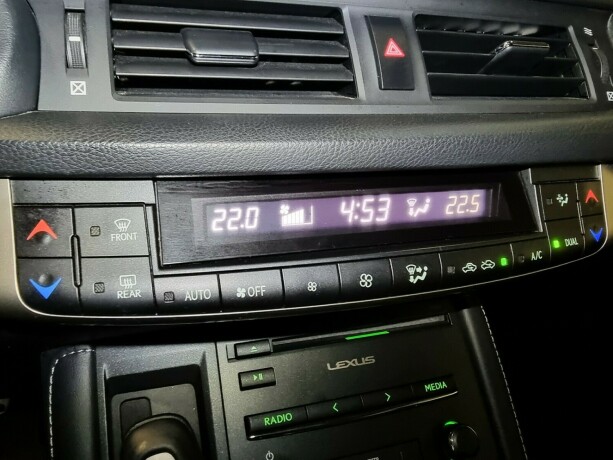 22.0 4:53 22.5
FRONT
REAR
AUTO
OFF
A/C
DUAL
LEXUS
RADIO
MEDIA